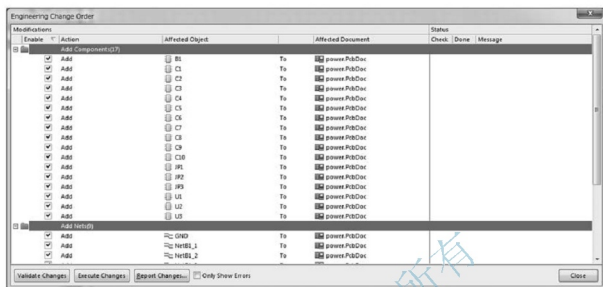 Engineering Change Order
Modifications Status
Enable Action Affected Object Affected Document Check Done Message
Add Components(17)
Add B1 To power.PcbDoc
Add C1 To power.PcbDoc
Add C2 To power.PcbDoc
Add C3 To power.PcbDoc
Add C4 To power.PcbDoc
Add C5 To power.PcbDoc
Add C6 To power.PcbDoc
Add C7 To power.PcbDoc
Add C8 To power.PcbDoc
Add C9 To power.PcbDoc
Add C10 To power.PcbDoc
Add JP1 To power.PcbDoc
Add JP2 To power.PcbDoc
Add JP3 To power.PcbDoc
Add U1 To power.PcbDoc
Add U2 To power.PcbDoc
Add U3 To power.PcbDoc
Add Nets(9)
Add GND To power.PcbDoc
Add NetB1_1 To power.PcbDoc
Add NetB1_2 To power.PcbDoc
Validate Changes Execute Changes Report Changes... Only Show Errors Close
所有